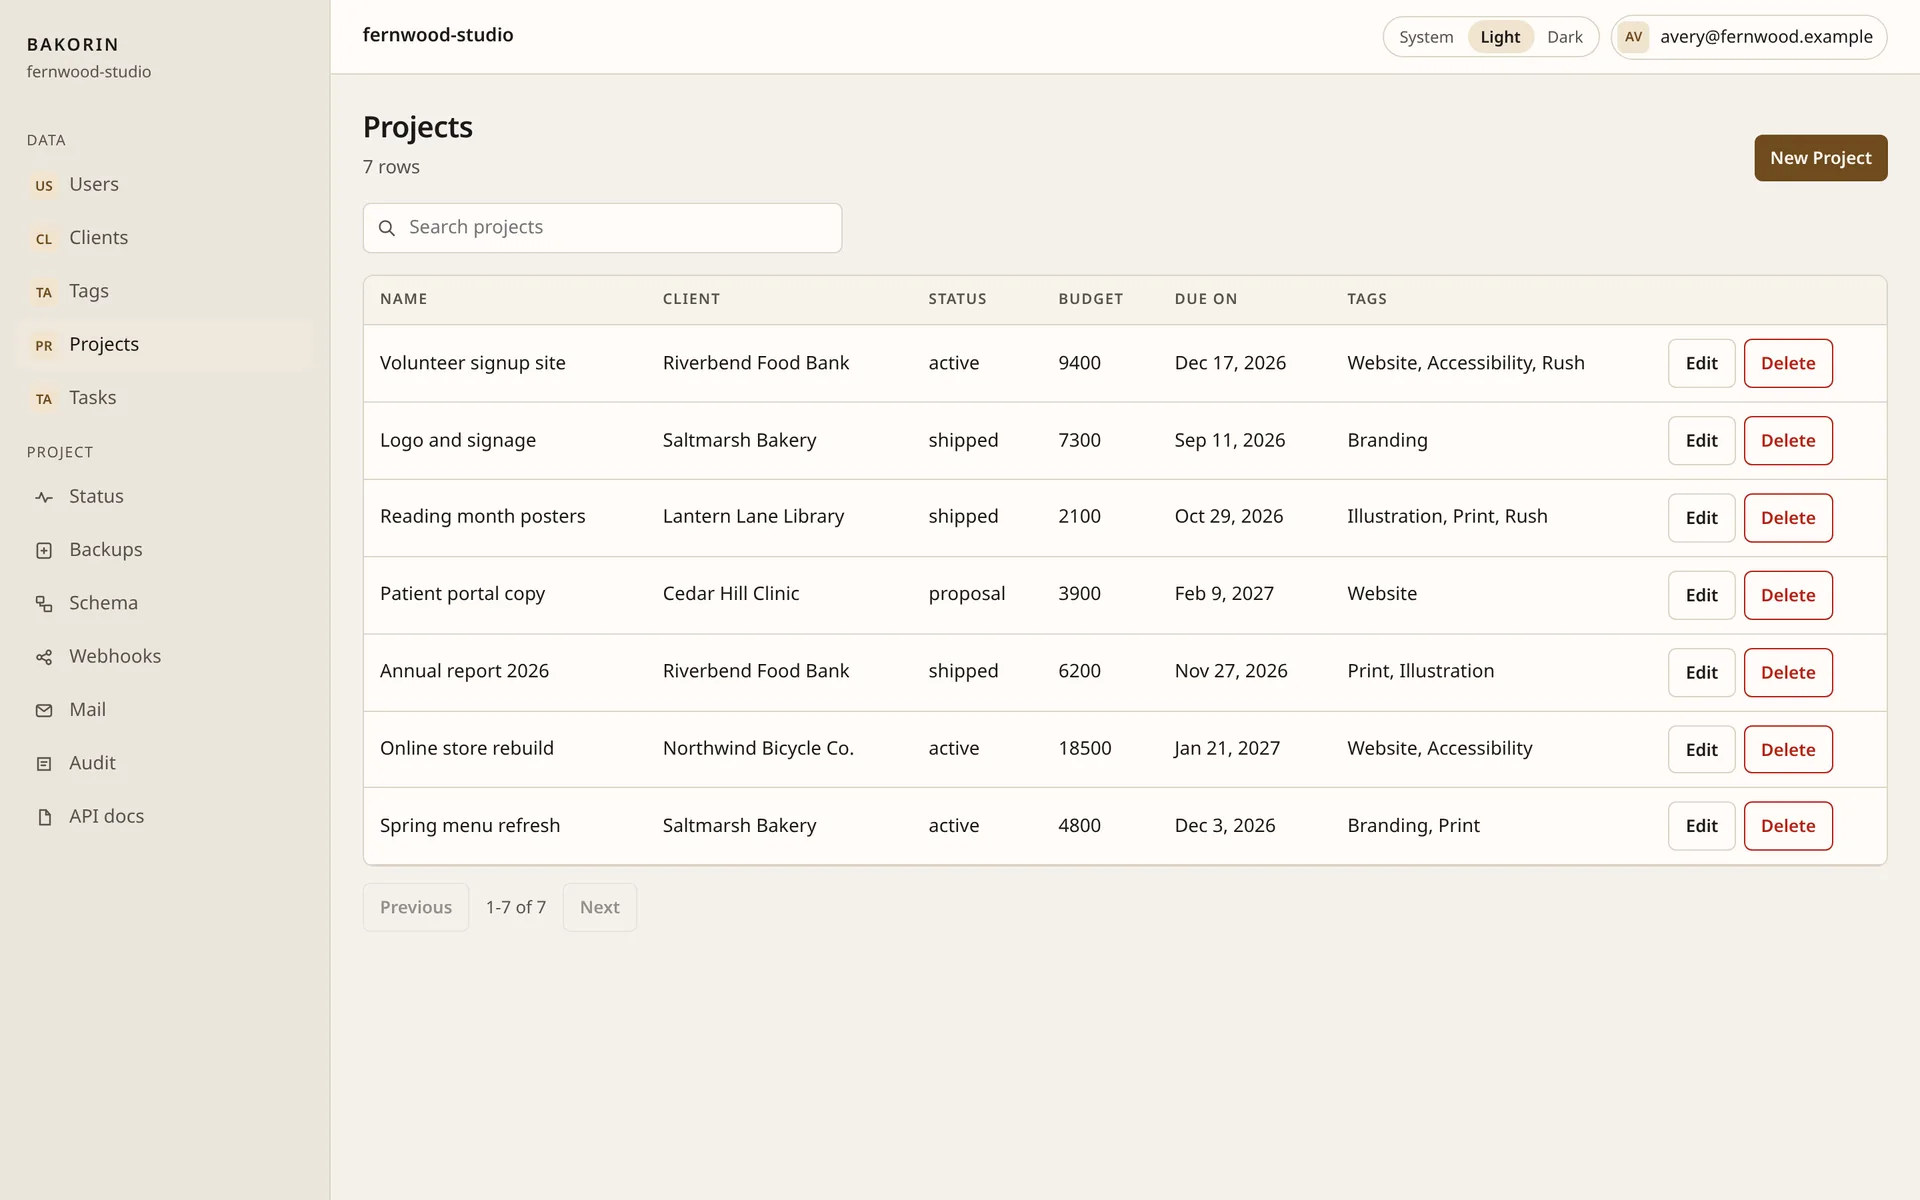 BAKORIN
fernwood-studio
DATA
US Users
CL Clients
TA Tags
PR Projects
TA Tasks
PROJECT
Status
Backups
Schema
Webhooks
Mail
Audit
API docs
fernwood-studio
System Light Dark
AV avery@fernwood.example
Projects
7 rows
New Project
Search projects
NAME CLIENT STATUS BUDGET DUE ON TAGS
Volunteer signup site Riverbend Food Bank active 9400 Dec 17, 2026 Website, Accessibility, Rush Edit Delete
Logo and signage Saltmarsh Bakery shipped 7300 Sep 11, 2026 Branding Edit Delete
Reading month posters Lantern Lane Library shipped 2100 Oct 29, 2026 Illustration, Print, Rush Edit Delete
Patient portal copy Cedar Hill Clinic proposal 3900 Feb 9, 2027 Website Edit Delete
Annual report 2026 Riverbend Food Bank shipped 6200 Nov 27, 2026 Print, Illustration Edit Delete
Online store rebuild Northwind Bicycle Co. active 18500 Jan 21, 2027 Website, Accessibility Edit Delete
Spring menu refresh Saltmarsh Bakery active 4800 Dec 3, 2026 Branding, Print Edit Delete
Previous 1-7 of 7 Next